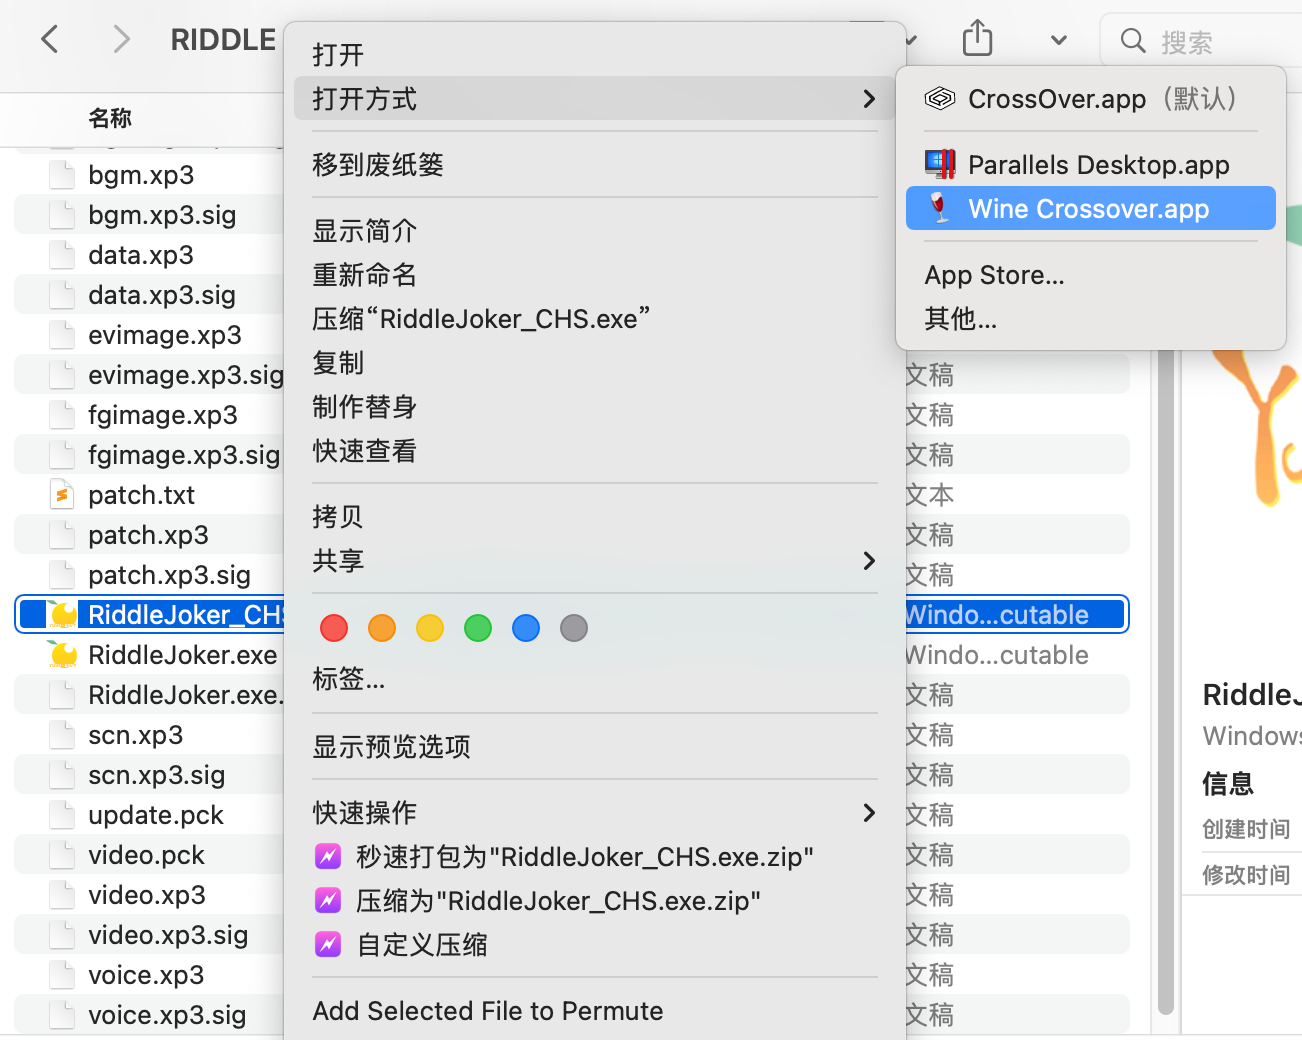 RIDDLE
搜索
名称
bgm.xp3
bgm.xp3.sig
data.xp3
data.xp3.sig
evimage.xp3
evimage.xp3.sig
fgimage.xp3
fgimage.xp3.sig
patch.txt
patch.xp3
patch.xp3.sig
RiddleJoker_CHS
RiddleJoker.exe
RiddleJoker.exe.
scn.xp3
scn.xp3.sig
update.pck
video.pck
video.xp3
video.xp3.sig
voice.xp3
voice.xp3.sig
打开
打开方式
移到废纸篓
显示简介
重新命名
压缩“RiddleJoker_CHS.exe”
复制
制作替身
快速查看
拷贝
共享
标签...
显示预览选项
快速操作
秒速打包为"RiddleJoker_CHS.exe.zip"
压缩为"RiddleJoker_CHS.exe.zip"
自定义压缩
Add Selected File to Permute
CrossOver.app（默认）
Parallels Desktop.app
Wine Crossover.app
App Store...
其他...
文稿
文稿
文稿
文本
文稿
文稿
Windo...cutable
Windo...cutable
文稿
文稿
文稿
文稿
文稿
文稿
文稿
文稿
文稿
RiddleJ
Windows
信息
创建时间
修改时间